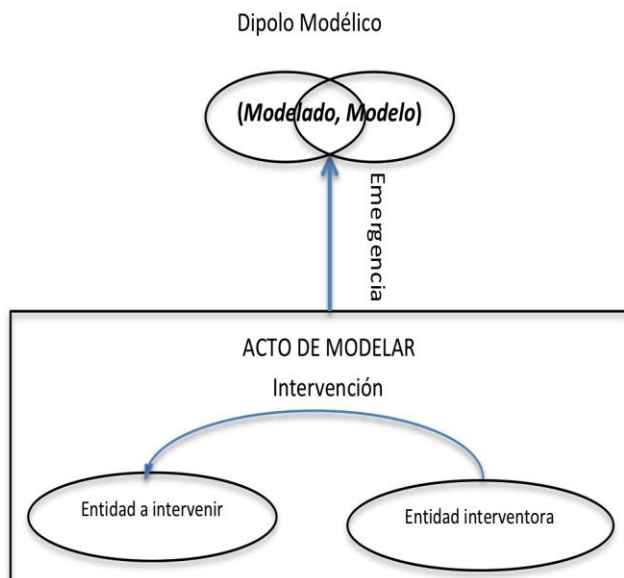 Dipolo Modélico
(Modelado, Modelo)
Emergencia
ACTO DE MODELAR
Intervención
Entidad a intervenir
Entidad interventora